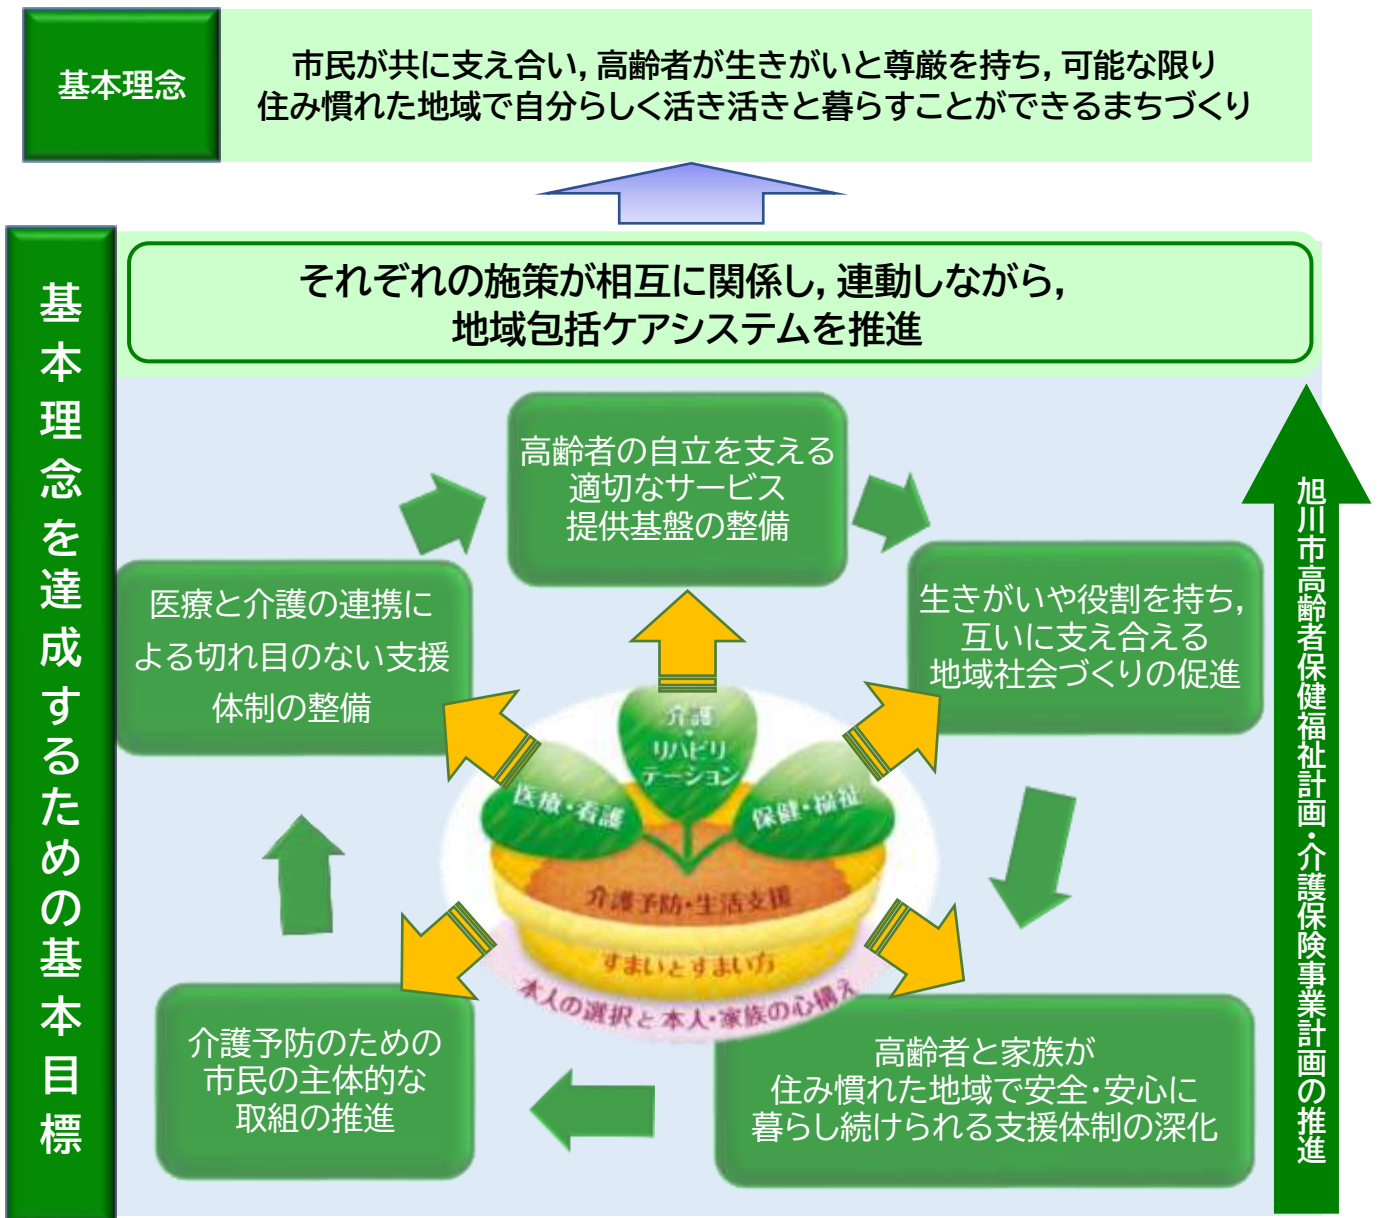 基本理念
市民が共に支え合い, 高齢者が生きがいと尊厳を持ち, 可能な限り
住み慣れた地域で自分らしく活き活きと暮らすことができるまちづくり
基本理念を達成するための基本目標
それぞれの施策が相互に関係し, 連動しながら,
地域包括ケアシステムを推進
高齢者の自立を支える
適切なサービス
提供基盤の整備
医療と介護の連携に
よる切れ目のない支援
体制の整備
生きがいや役割を持ち,
互いに支え合える
地域社会づくりの促進
介護
・
リハビリ
テーション
医療・看護
保健・福祉
介護予防・生活支援
すまいとすまい方
本人の選択と本人・家族の心構え
介護予防のための
市民の主体的な
取組の推進
高齢者と家族が
住み慣れた地域で安全・安心に
暮らし続けられる支援体制の深化
旭川市高齢者保健福祉計画・介護保険事業計画の推進